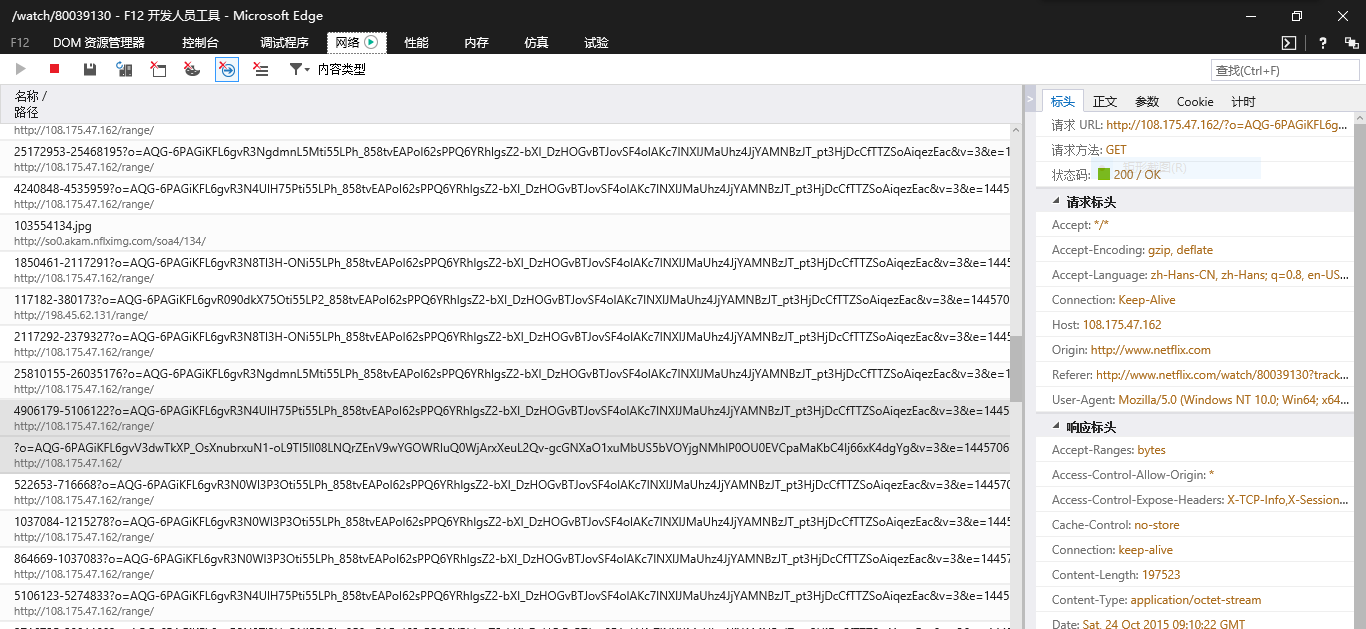 /watch/80039130 - F12 开发人员工具 - Microsoft Edge
F12 DOM 资源管理器 控制台 调试程序 网络 性能 内存 仿真 试验
内容类型 查找(Ctrl+F)
名称 /
路径
http://108.175.47.162/range/
25172953-25468195?o=AQG-6PAGiKFL6gvR3NgdmnL5Mti55LPh_858tvEAPoI62sPPQ6YRhlgsZ2-bXI_DzHOGvBTJovSF4olAKc7INXlJMaUhz4JjYAMNBzJT_pt3HjDcCfTTZSoAiqezEac&v=3&e=1
http://108.175.47.162/range/
4240848-4535959?o=AQG-6PAGiKFL6gvR3N4UIH75Pti55LPh_858tvEAPoI62sPPQ6YRhlgsZ2-bXI_DzHOGvBTJovSF4olAKc7INXlJMaUhz4JjYAMNBzJT_pt3HjDcCfTTZSoAiqezEac&v=3&e=1445
http://108.175.47.162/range/
103554134.jpg
http://so0.akam.nflximg.com/soa4/134/
1850461-2117291?o=AQG-6PAGiKFL6gvR3N8TI3H-ONi55LPh_858tvEAPoI62sPPQ6YRhlgsZ2-bXI_DzHOGvBTJovSF4olAKc7INXlJMaUhz4JjYAMNBzJT_pt3HjDcCfTTZSoAiqezEac&v=3&e=1445
http://108.175.47.162/range/
117182-380173?o=AQG-6PAGiKFL6gvR090dkX75Oti55LP2_858tvEAPoI62sPPQ6YRhlgsZ2-bXI_DzHOGvBTJovSF4olAKc7INXlJMaUhz4JjYAMNBzJT_pt3HjDcCfTTZSoAiqezEac&v=3&e=144570
http://198.45.62.131/range/
2117292-2379327?o=AQG-6PAGiKFL6gvR3N8TI3H-ONi55LPh_858tvEAPoI62sPPQ6YRhlgsZ2-bXI_DzHOGvBTJovSF4olAKc7INXlJMaUhz4JjYAMNBzJT_pt3HjDcCfTTZSoAiqezEac&v=3&e=1445
http://108.175.47.162/range/
25810155-26035176?o=AQG-6PAGiKFL6gvR3NgdmnL5Mti55LPh_858tvEAPoI62sPPQ6YRhlgsZ2-bXI_DzHOGvBTJovSF4olAKc7INXlJMaUhz4JjYAMNBzJT_pt3HjDcCfTTZSoAiqezEac&v=3&e=1
http://108.175.47.162/range/
4906179-5106122?o=AQG-6PAGiKFL6gvR3N4UIH75Pti55LPh_858tvEAPoI62sPPQ6YRhlgsZ2-bXI_DzHOGvBTJovSF4olAKc7INXlJMaUhz4JjYAMNBzJT_pt3HjDcCfTTZSoAiqezEac&v=3&e=1445
http://108.175.47.162/range/
?o=AQG-6PAGiKFL6gvV3dwTkXP_OsXnubrxuN1-oL9TI5lI08LNQrZEnV9wYGOWRluQ0WjArxXeuL2Qv-gcGNXaO1xuMbUS5bVOYjgNMhIP0OU0EVCpaMaKbC4Ij66xK4dgYg&v=3&e=1445706
http://108.175.47.162/
522653-716668?o=AQG-6PAGiKFL6gvR3N0WI3P3Oti55LPh_858tvEAPoI62sPPQ6YRhlgsZ2-bXI_DzHOGvBTJovSF4olAKc7INXlJMaUhz4JjYAMNBzJT_pt3HjDcCfTTZSoAiqezEac&v=3&e=144570
http://108.175.47.162/range/
1037084-1215278?o=AQG-6PAGiKFL6gvR3N0WI3P3Oti55LPh_858tvEAPoI62sPPQ6YRhlgsZ2-bXI_DzHOGvBTJovSF4olAKc7INXlJMaUhz4JjYAMNBzJT_pt3HjDcCfTTZSoAiqezEac&v=3&e=1445
http://108.175.47.162/range/
864669-1037083?o=AQG-6PAGiKFL6gvR3N0WI3P3Oti55LPh_858tvEAPoI62sPPQ6YRhlgsZ2-bXI_DzHOGvBTJovSF4olAKc7INXlJMaUhz4JjYAMNBzJT_pt3HjDcCfTTZSoAiqezEac&v=3&e=14457
http://108.175.47.162/range/
5106123-5274833?o=AQG-6PAGiKFL6gvR3N4UIH75Pti55LPh_858tvEAPoI62sPPQ6YRhlgsZ2-bXI_DzHOGvBTJovSF4olAKc7INXlJMaUhz4JjYAMNBzJT_pt3HjDcCfTTZSoAiqezEac&v=3&e=1445
http://108.175.47.162/range/
标头 正文 参数 Cookie 计时
请求 URL: http://108.175.47.162/?o=AQG-6PAGiKFL6g...
请求方法: GET
状态码: 200 / OK
请求标头
Accept: */*
Accept-Encoding: gzip, deflate
Accept-Language: zh-Hans-CN, zh-Hans; q=0.8, en-US...
Connection: Keep-Alive
Host: 108.175.47.162
Origin: http://www.netflix.com
Referer: http://www.netflix.com/watch/80039130?track...
User-Agent: Mozilla/5.0 (Windows NT 10.0; Win64; x64...
响应标头
Accept-Ranges: bytes
Access-Control-Allow-Origin: *
Access-Control-Expose-Headers: X-TCP-Info,X-Session...
Cache-Control: no-store
Connection: keep-alive
Content-Length: 197523
Content-Type: application/octet-stream
Date: Sat, 24 Oct 2015 09:10:22 GMT